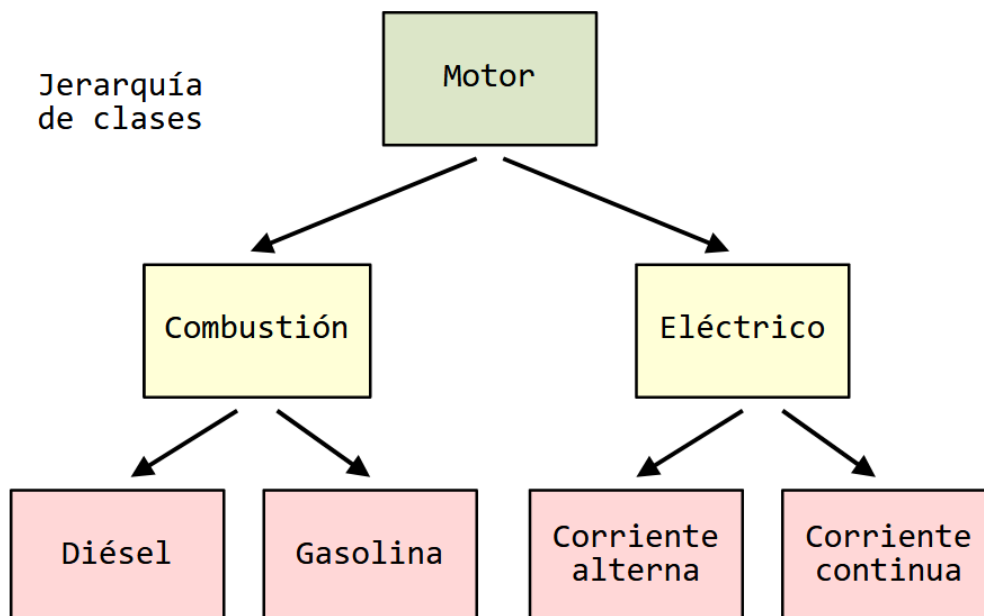 Jerarquía
de clases
Motor
Combustión
Eléctrico
Diésel
Gasolina
Corriente
alterna
Corriente
continua